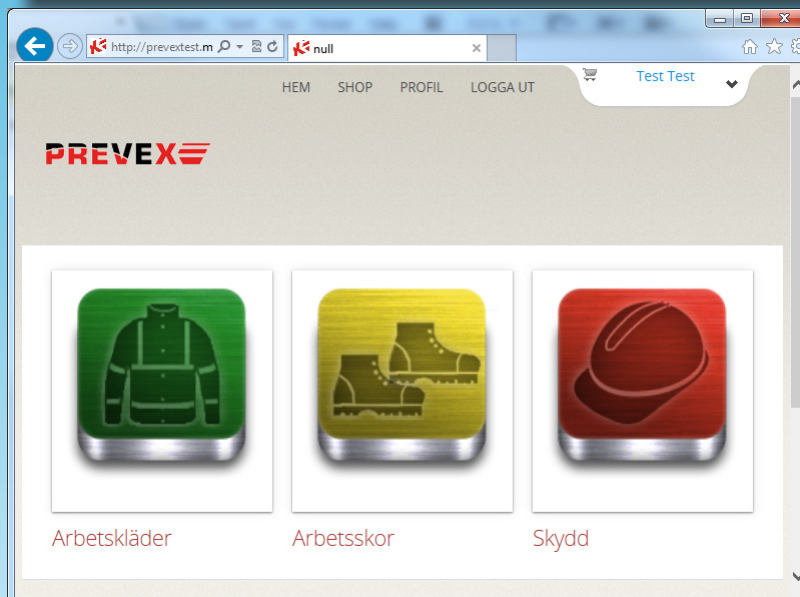 http://prevextest.m
null
HEM SHOP PROFIL LOGGA UT
Test Test
PREVEX
Arbetskläder Arbetsskor Skydd